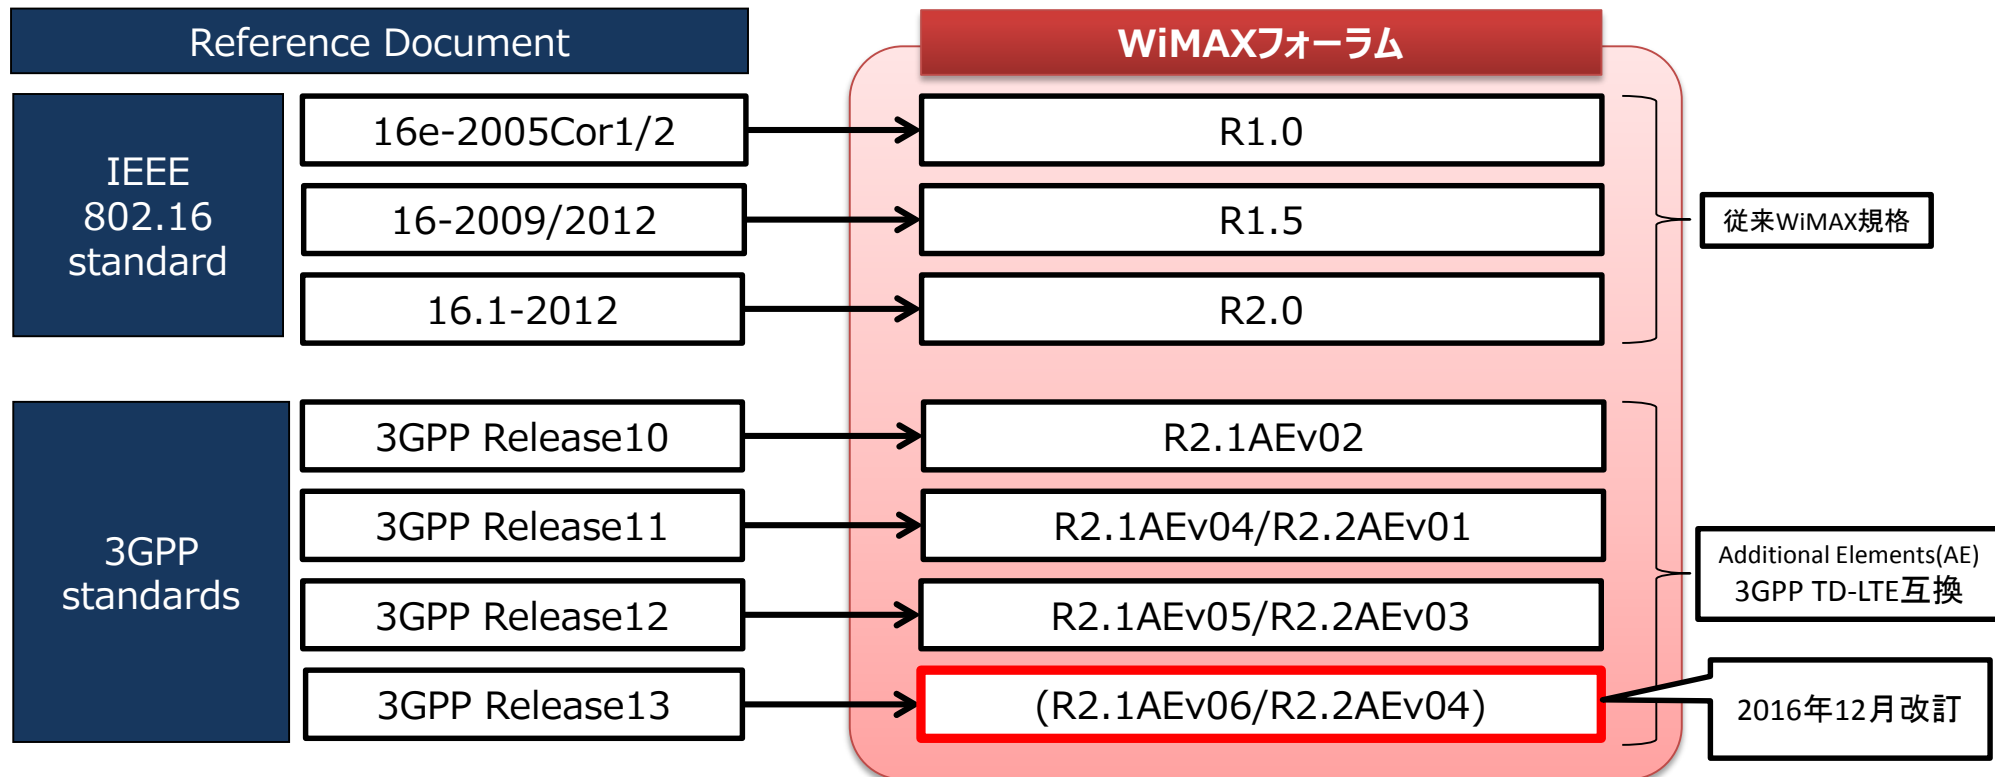 Reference Document
WiMAXフォーラム
IEEE
802.16
standard
16e-2005Cor1/2
R1.0
16-2009/2012
R1.5
16.1-2012
R2.0
従来WiMAX規格
3GPP
standards
3GPP Release10
R2.1AEv02
3GPP Release11
R2.1AEv04/R2.2AEv01
3GPP Release12
R2.1AEv05/R2.2AEv03
3GPP Release13
(R2.1AEv06/R2.2AEv04)
Additional Elements(AE)
3GPP TD-LTE互換
2016年12月改訂